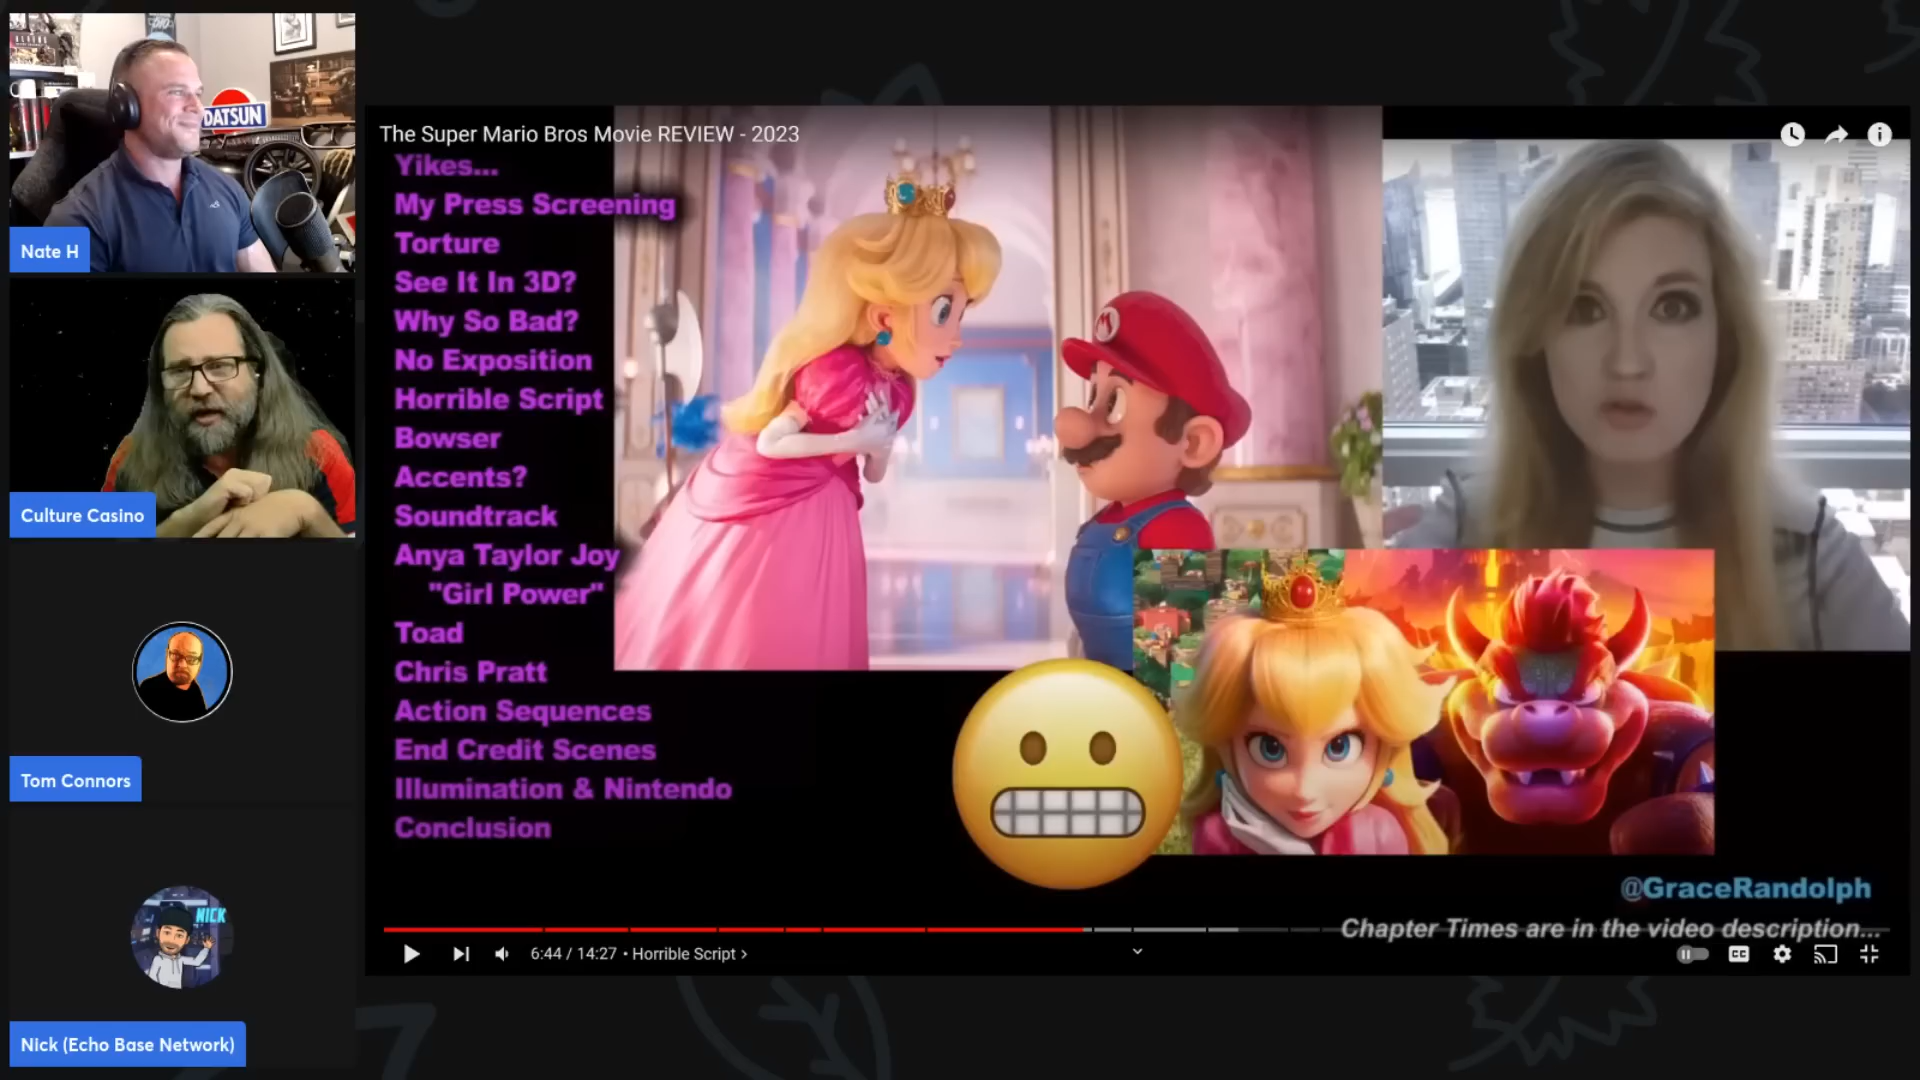 DATSUN
Nate H
Culture Casino
Tom Connors
NICK
Nick (Echo Base Network)
The Super Mario Bros Movie REVIEW - 2023
Yikes...
My Press Screening
Torture
See It In 3D?
Why So Bad?
No Exposition
Horrible Script
Bowser
Accents?
Soundtrack
Anya Taylor Joy
"Girl Power"
Toad
Chris Pratt
Action Sequences
End Credit Scenes
Illumination & Nintendo
Conclusion
M
@GraceRandolph
Chapter Times are in the video description...
6:44 / 14:27 • Horrible Script >
CC